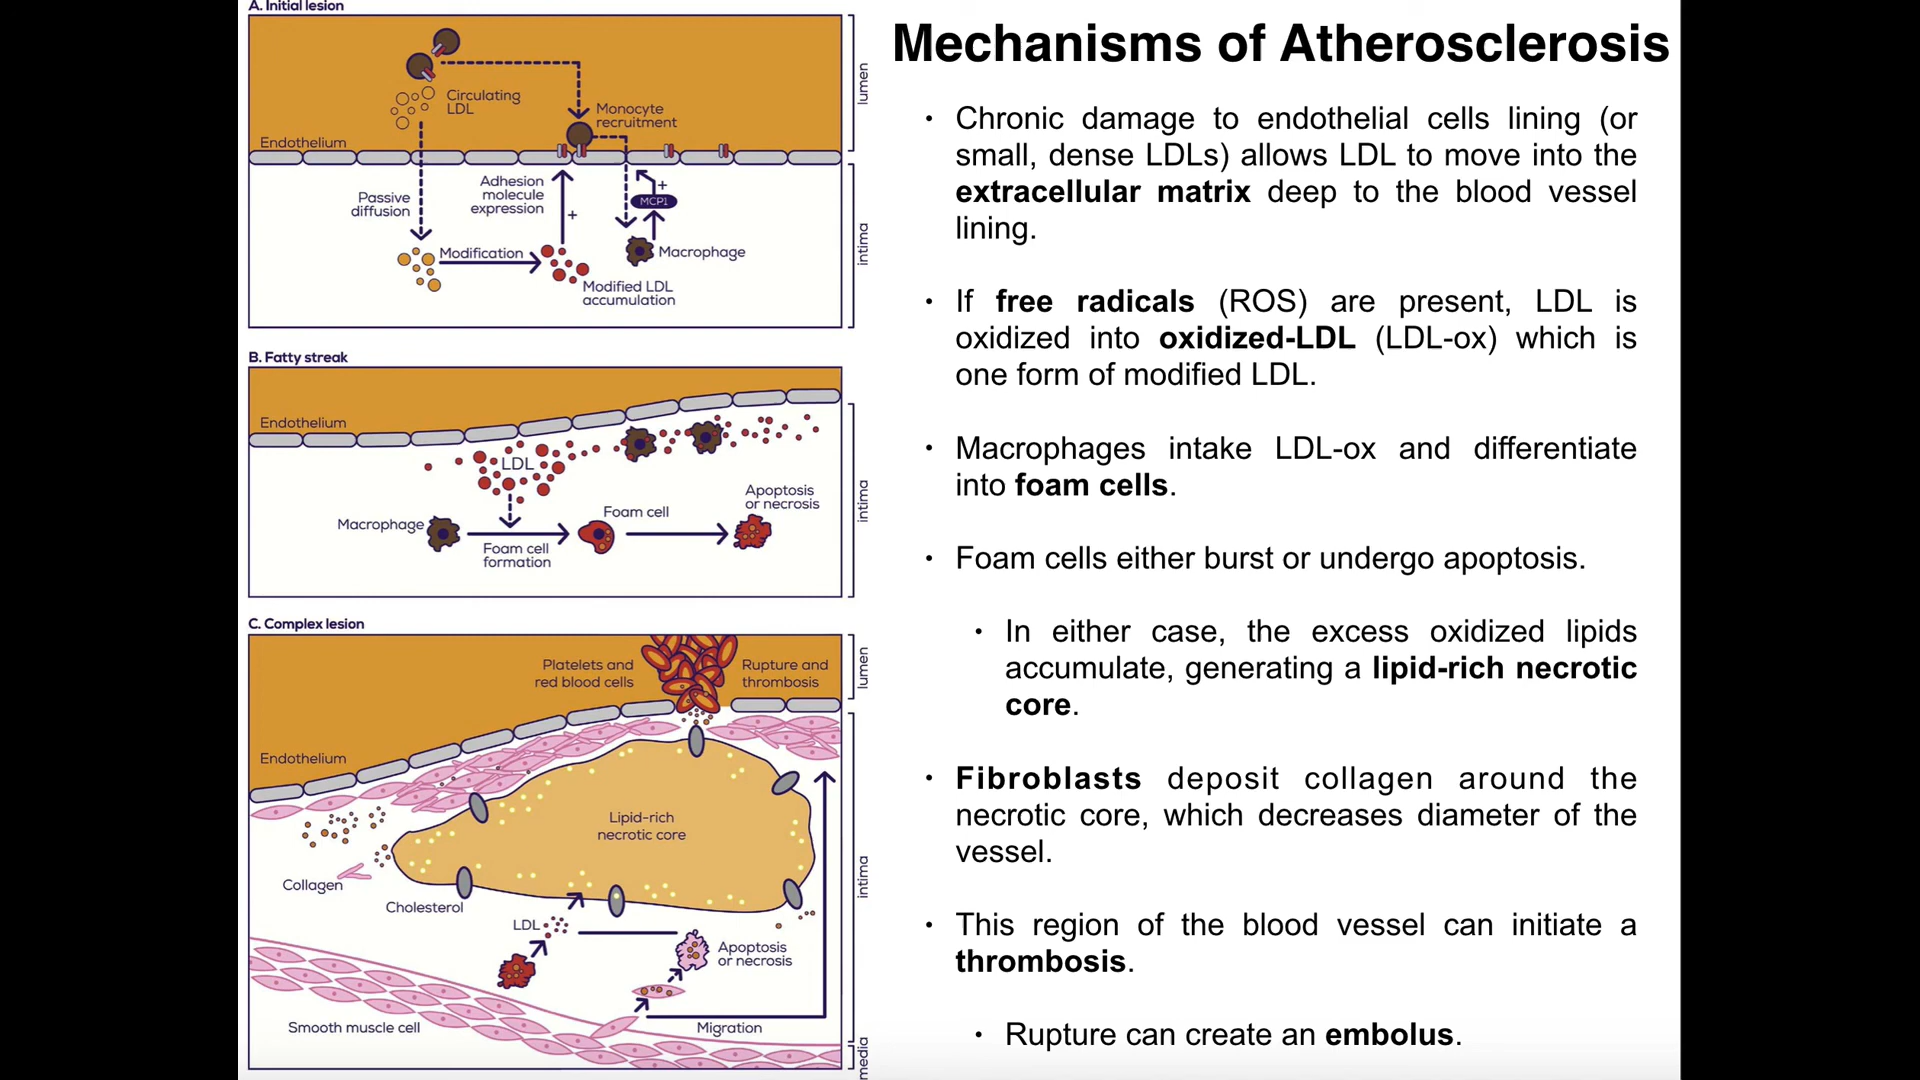 A. Initial lesion
Circulating
LDL
Monocyte
recruitment
Endothelium
lumen
Passive
diffusion
Adhesion
molecule
expression
+
+
MCP1
Modification
Macrophage
Modified LDL
accumulation
intima
B. Fatty streak
Endothelium
LDL
Macrophage
Foam cell
formation
Foam cell
Apoptosis
or necrosis
intima
C. Complex lesion
Platelets and
red blood cells
Rupture and
thrombosis
lumen
Endothelium
Lipid-rich
necrotic core
Collagen
Cholesterol
LDL
Apoptosis
or necrosis
intima
Smooth muscle cell
Migration
media
Mechanisms of Atherosclerosis
• Chronic damage to endothelial cells lining (or
small, dense LDLs) allows LDL to move into the
extracellular matrix deep to the blood vessel
lining.
• If free radicals (ROS) are present, LDL is
oxidized into oxidized-LDL (LDL-ox) which is
one form of modified LDL.
• Macrophages intake LDL-ox and differentiate
into foam cells.
• Foam cells either burst or undergo apoptosis.
• In either case, the excess oxidized lipids
accumulate, generating a lipid-rich necrotic
core.
• Fibroblasts deposit collagen around the
necrotic core, which decreases diameter of the
vessel.
• This region of the blood vessel can initiate a
thrombosis.
• Rupture can create an embolus.